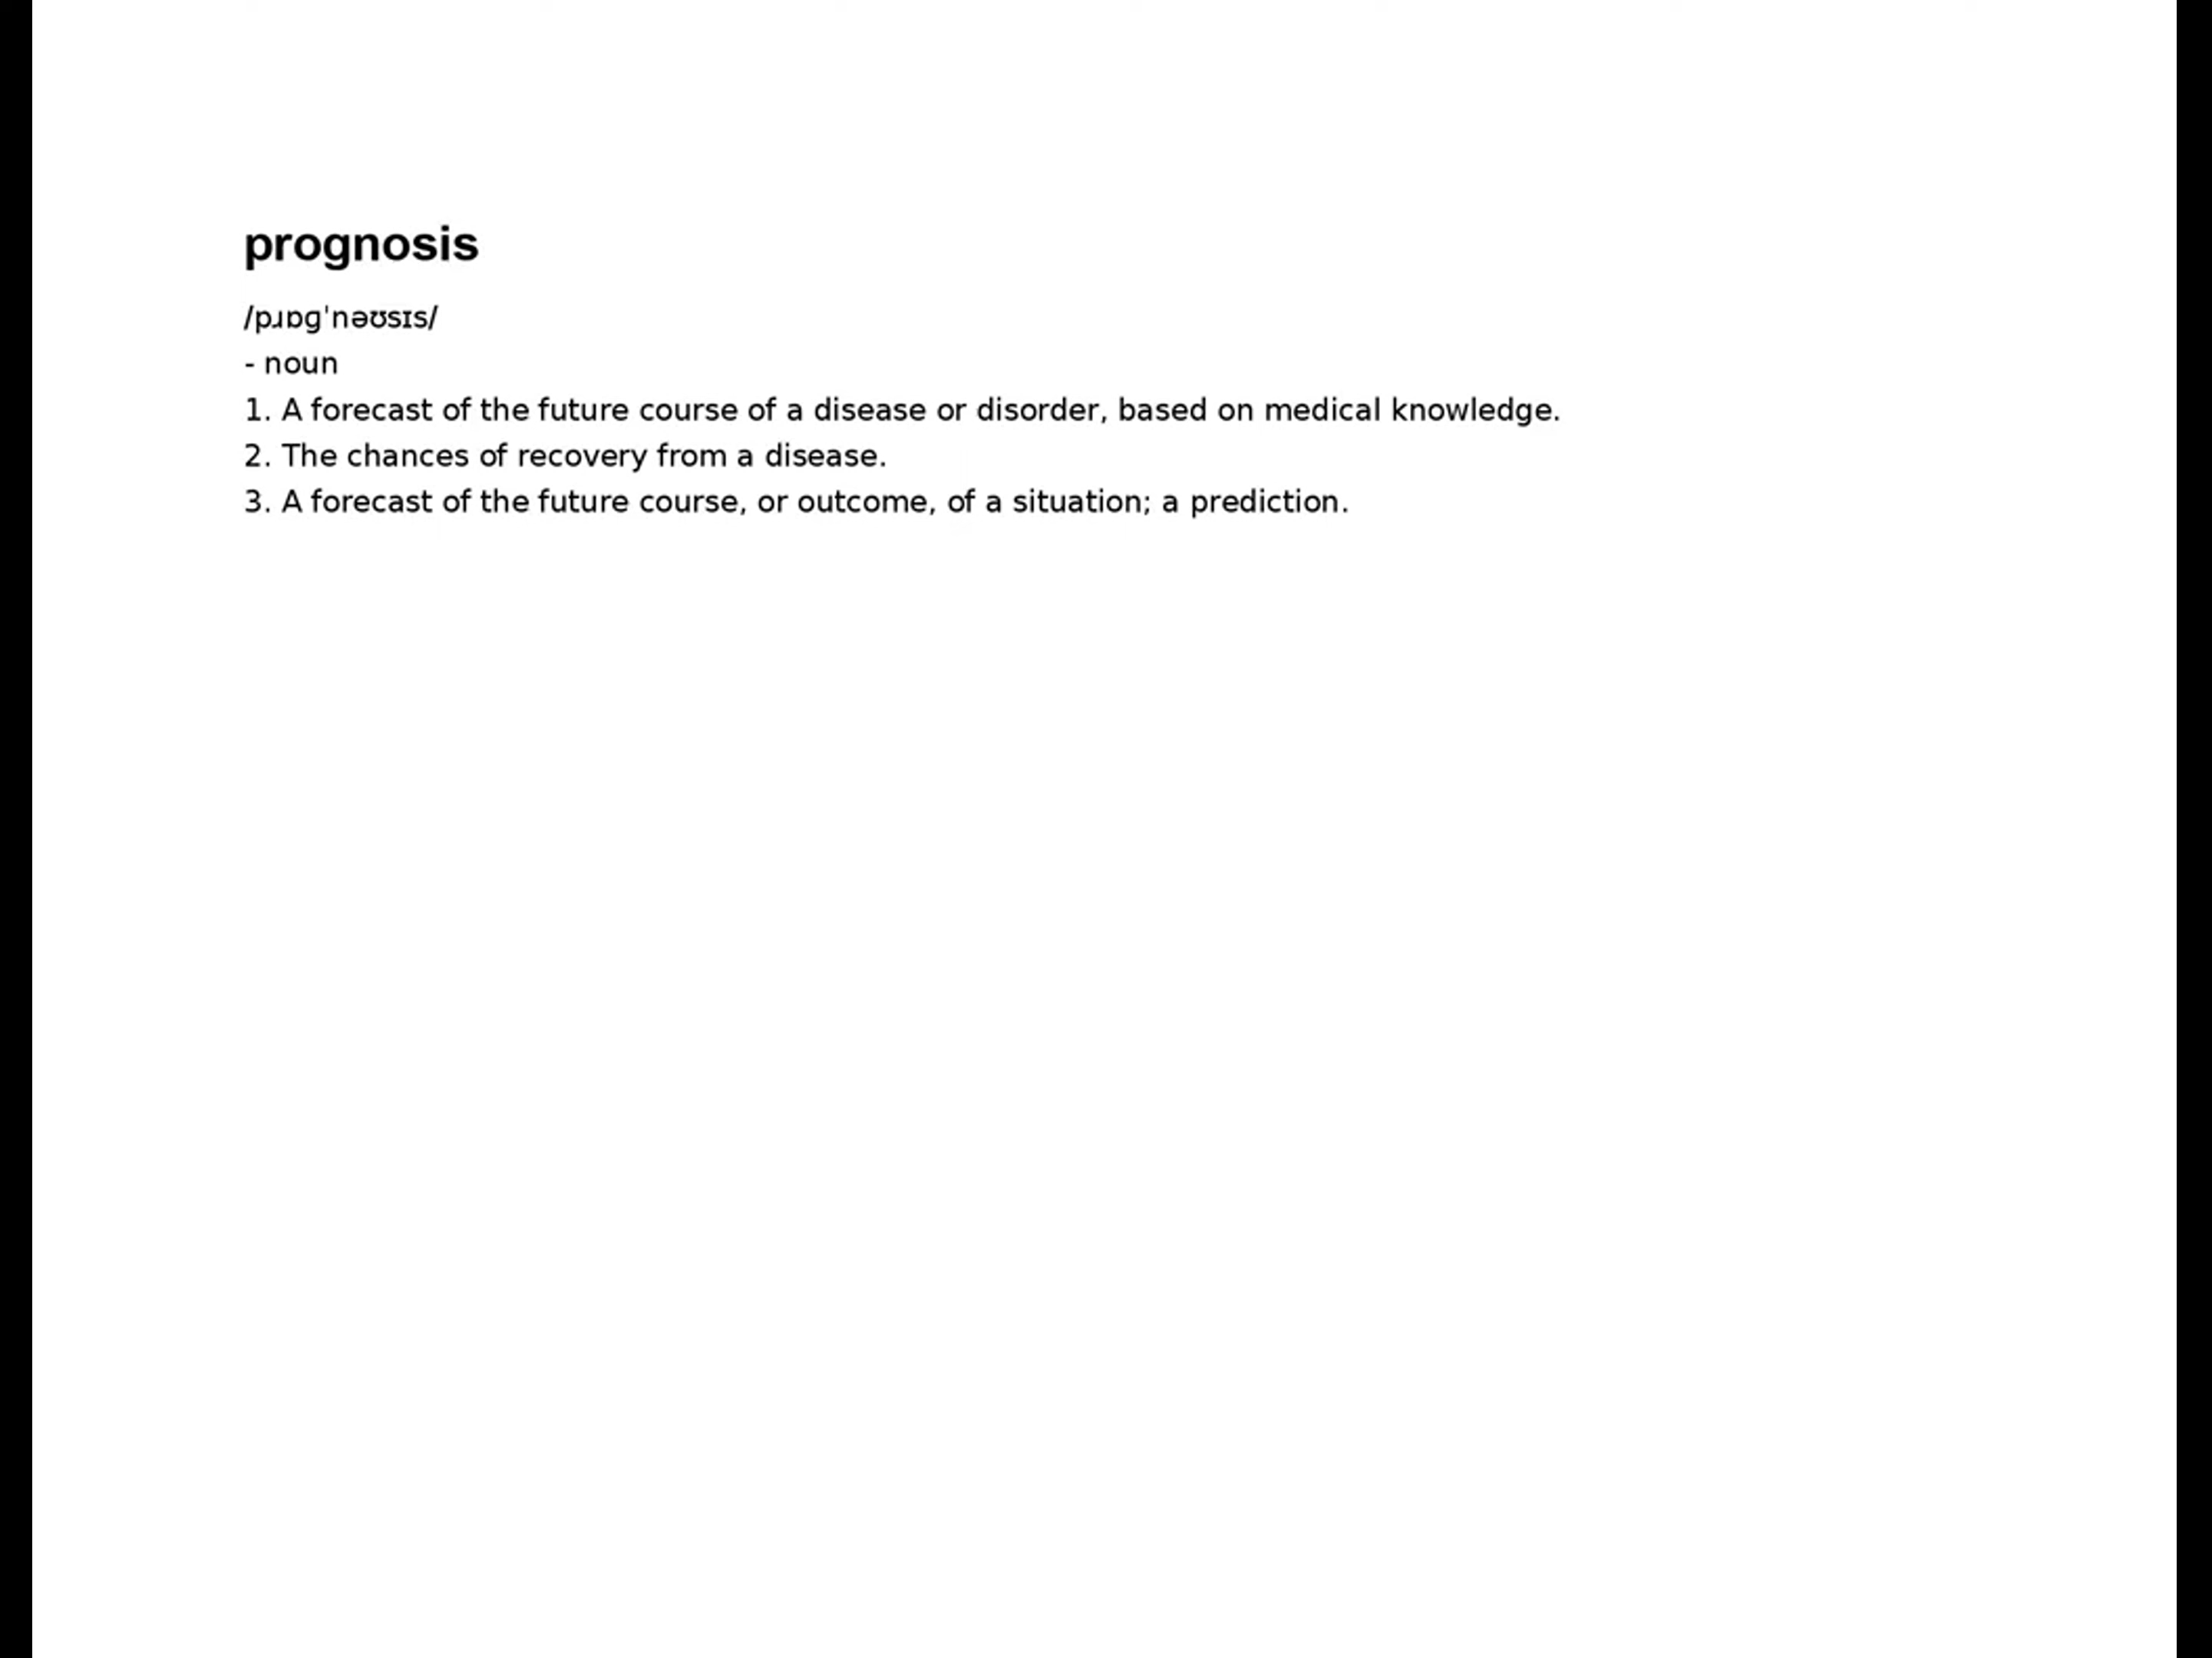 prognosis
/pɹɒɡˈnəʊsɪs/
- noun
1. A forecast of the future course of a disease or disorder, based on medical knowledge.
2. The chances of recovery from a disease.
3. A forecast of the future course, or outcome, of a situation; a prediction.